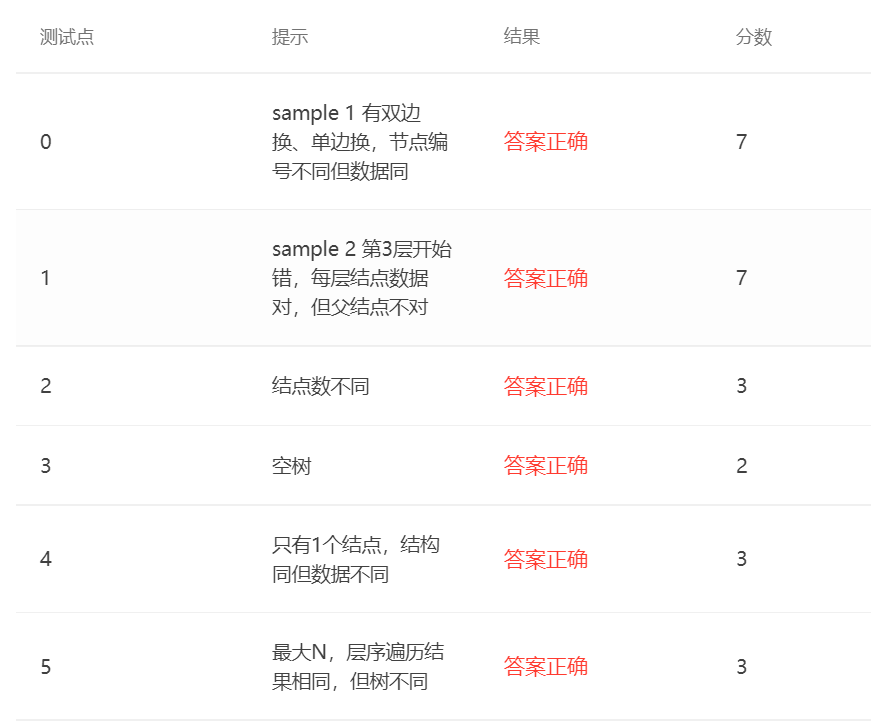 测试点 提示 结果 分数
sample 1 有双边
0 换、单边换，节点编 答案正确 7
号不同但数据同
sample 2 第3层开始
1 错，每层结点数据 答案正确 7
对，但父结点不对
2 结点数不同 答案正确 3
3 空树 答案正确 2
只有1个结点，结构
4 答案正确 3
同但数据不同
最大N，层序遍历结
5 答案正确 3
果相同，但树不同